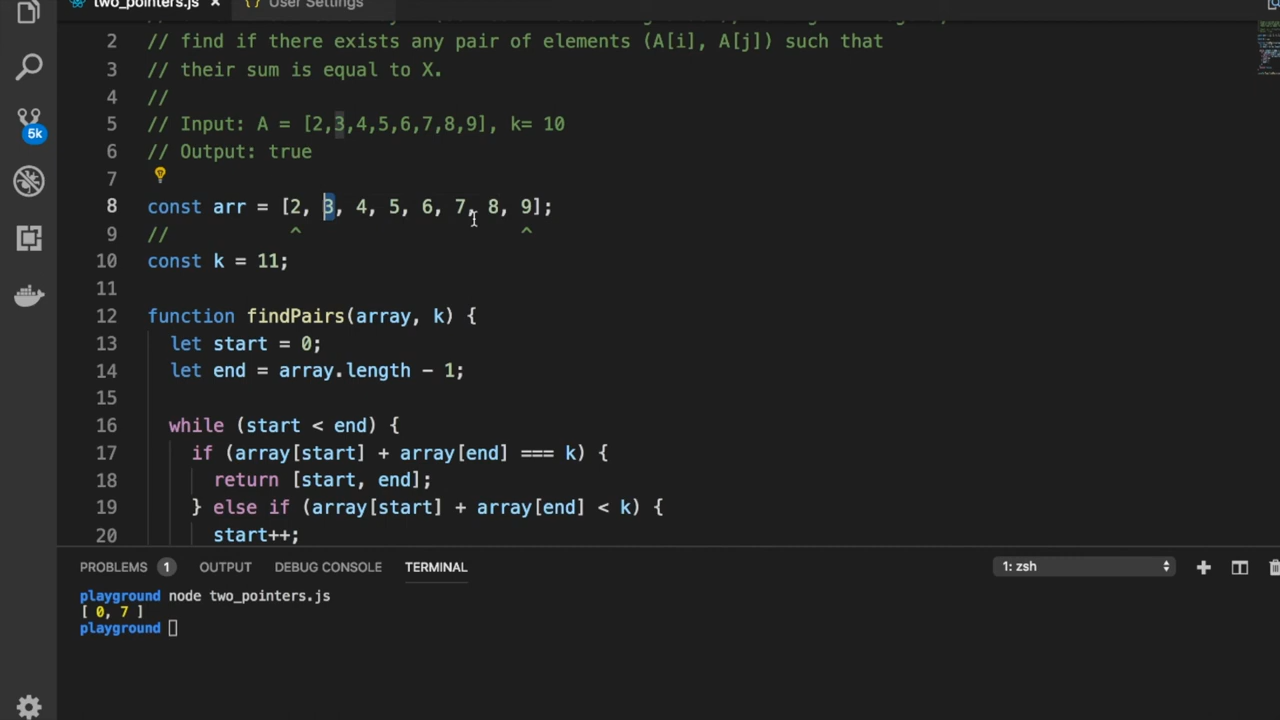 two_pointers.js × {} User Settings
2 // find if there exists any pair of elements (A[i], A[j]) such that
3 // their sum is equal to X.
4 //
5 // Input: A = [2,3,4,5,6,7,8,9], k= 10
6 // Output: true
7
8 const arr = [2, 3, 4, 5, 6, 7, 8, 9];
9 // ^ ^
10 const k = 11;
11
12 function findPairs(array, k) {
13 let start = 0;
14 let end = array.length - 1;
15
16 while (start < end) {
17 if (array[start] + array[end] === k) {
18 return [start, end];
19 } else if (array[start] + array[end] < k) {
20 start++;
5k
PROBLEMS 1 OUTPUT DEBUG CONSOLE TERMINAL 1: zsh
playground node two_pointers.js
[ 0, 7 ]
playground